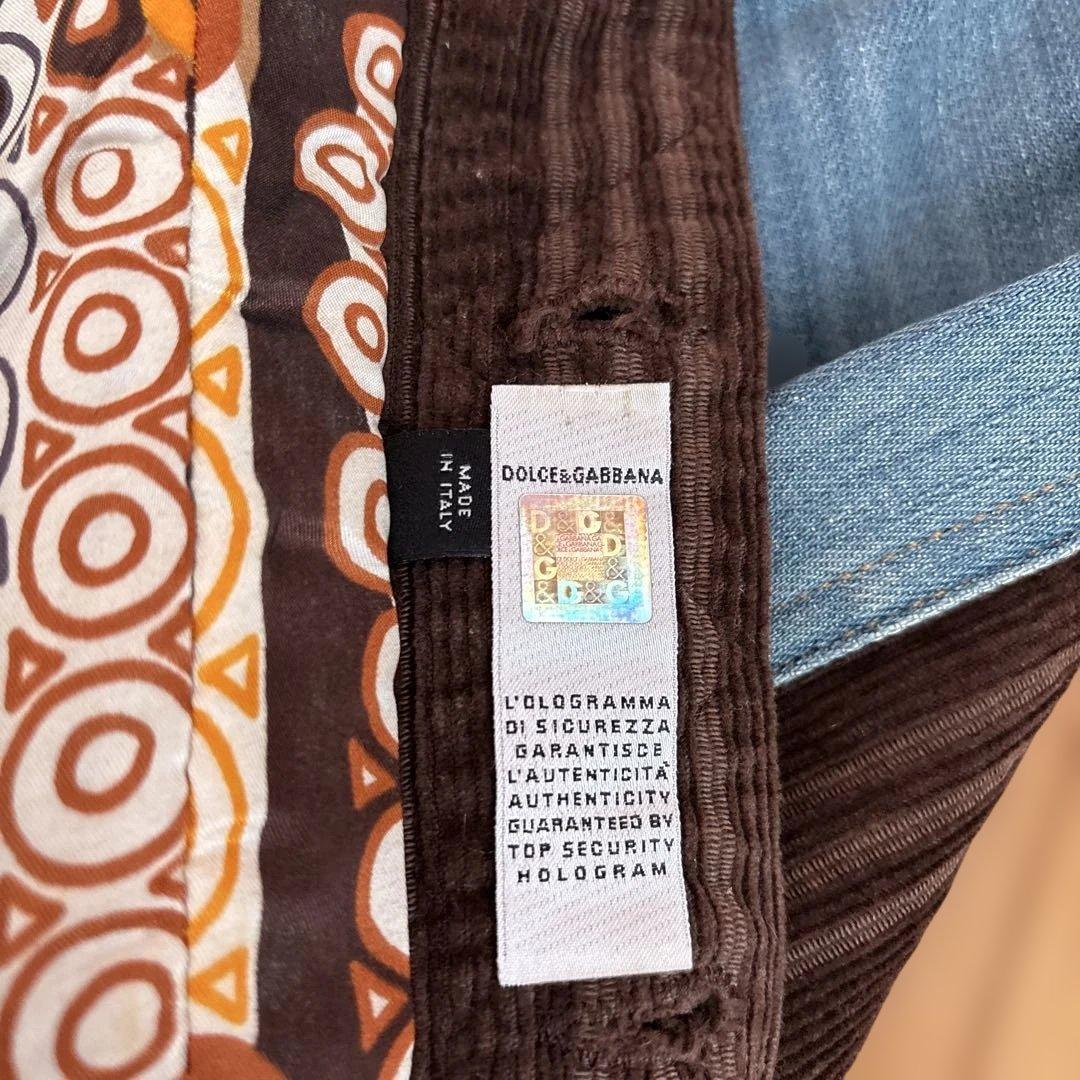 MADE
IN ITALY
DOLCE&GABBANA
D&G
&
D
G
&
&D&G
L'OLOGRAMMA
DI SICUREZZA
GARANTISCE
L'AUTENTICITÀ
AUTHENTICITY
GUARANTEED BY
TOP SECURITY
HOLOGRAM